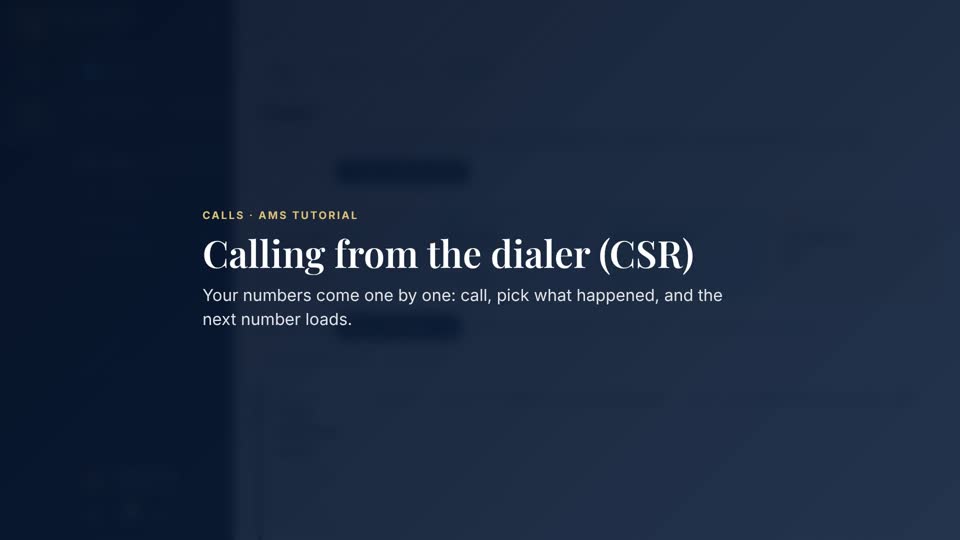 CALLS · AMS TUTORIAL
Calling from the dialer (CSR)
Your numbers come one by one: call, pick what happened, and the
next number loads.